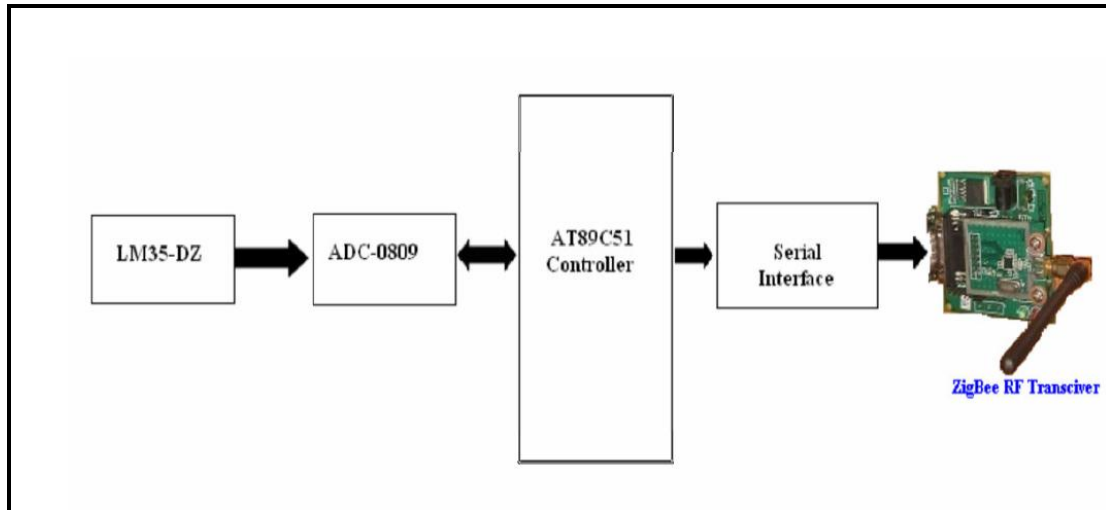 LM35-DZ
ADC-0809
AT89C51
Controller
Serial
Interface
ZigBee RF Transciver